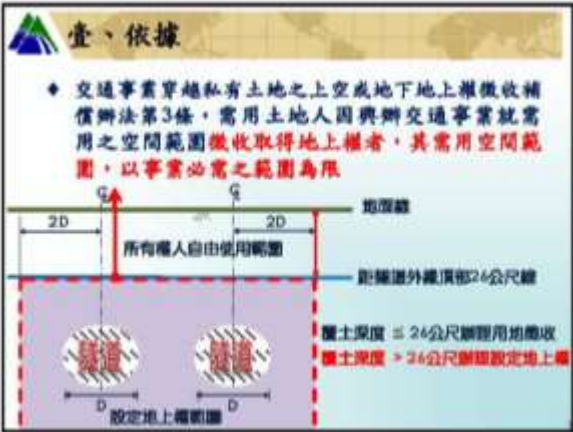 壹、依據
◆ 交通事業穿越私有土地之上空或地下地上權徵收補
償辦法第3條，需用土地人因興辦交通事業就需
用之空間範圍徵收取得地上權者，其需用空間範
圍，以事業必需之範圍為限
℄ ℄
地面線
2D 2D
所有權人自由使用範圍
距隧道外緣頂部26公尺線
覆土深度 ≦ 26公尺辦理用地徵收
覆土深度 > 26公尺辦理設定地上權
隧道 隧道
D D
設定地上權範圍